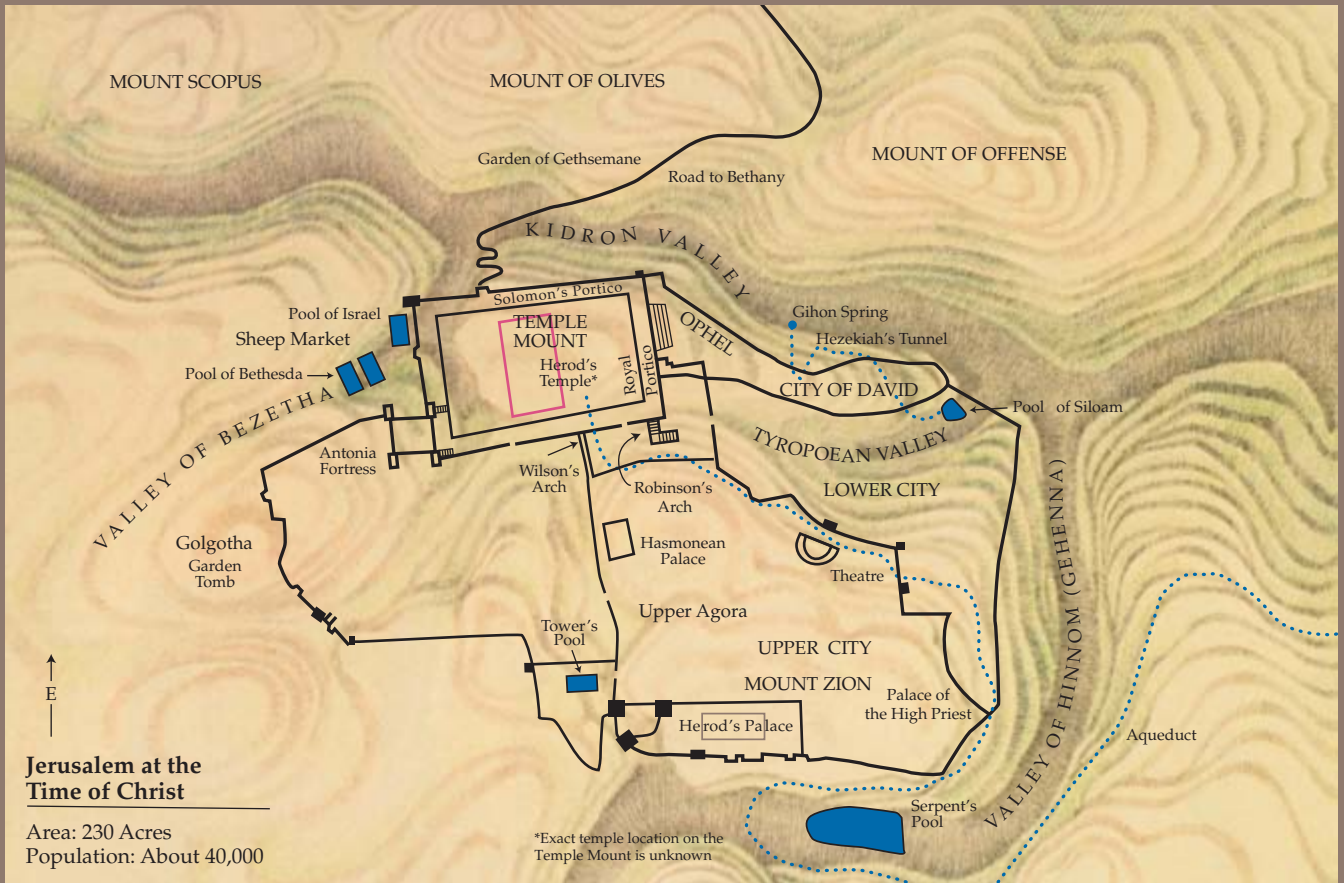 MOUNT SCOPUS
MOUNT OF OLIVES
MOUNT OF OFFENSE
Garden of Gethsemane
Road to Bethany
KIDRON VALLEY
Solomon's Portico
Pool of Israel
Sheep Market
Pool of Bethesda
TEMPLE
MOUNT
Herod's
Temple*
Royal
Portico
OPHEL
Gihon Spring
Hezekiah's Tunnel
CITY OF DAVID
Pool of Siloam
VALLEY OF BEZETHA
Antonia
Fortress
Wilson's
Arch
Robinson's
Arch
TYROPOEAN VALLEY
LOWER CITY
Golgotha
Garden
Tomb
Hasmonean
Palace
Theatre
Upper Agora
Tower's
Pool
UPPER CITY
MOUNT ZION
Palace of
the High Priest
Herod's Palace
VALLEY OF HINNOM (GEHENNA)
Aqueduct
Serpent's
Pool
E
Jerusalem at the
Time of Christ
Area: 230 Acres
Population: About 40,000
*Exact temple location on the
Temple Mount is unknown